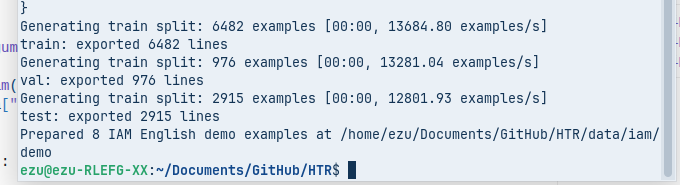 }
Generating train split: 6482 examples [00:00, 13684.80 examples/s]
train: exported 6482 lines
Generating train split: 976 examples [00:00, 13281.04 examples/s]
val: exported 976 lines
Generating train split: 2915 examples [00:00, 12801.93 examples/s]
test: exported 2915 lines
Prepared 8 IAM English demo examples at /home/ezu/Documents/GitHub/HTR/data/iam/
demo
ezu@ezu-RLEFG-XX:~/Documents/GitHub/HTR$